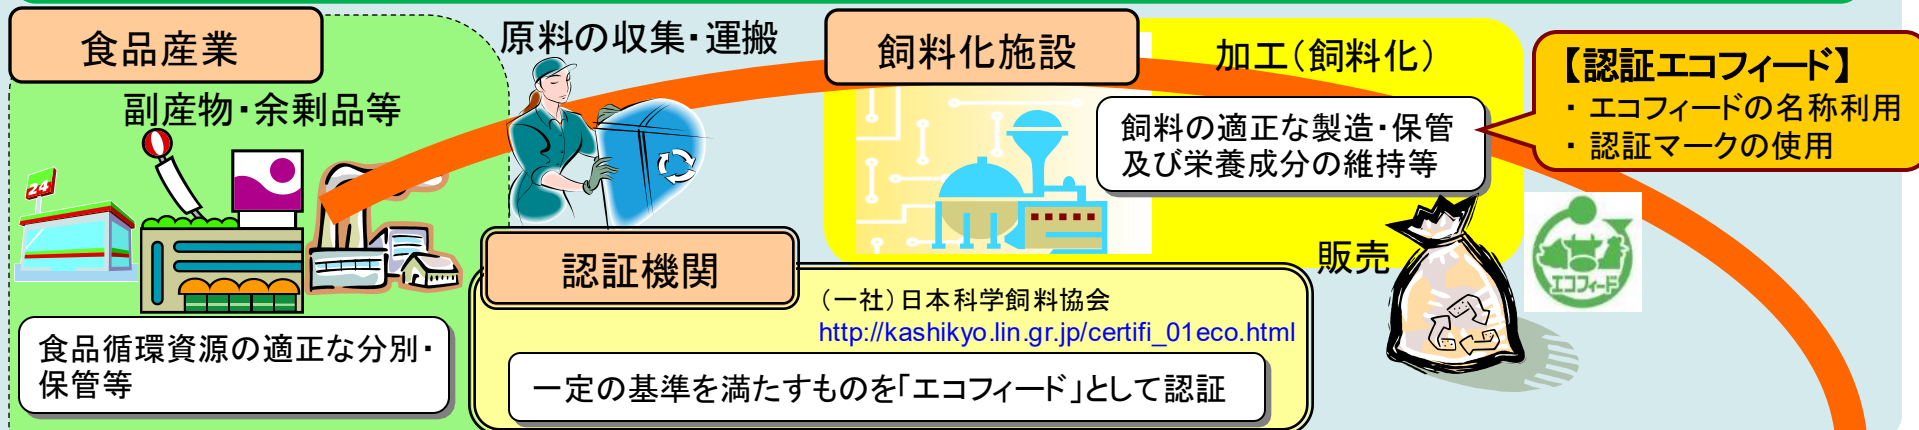 食品産業
副産物・余剰品等
24
食品循環資源の適正な分別・
保管等
原料の収集・運搬
認証機関
（一社）日本科学飼料協会
http://kashikyo.lin.gr.jp/certifi_01eco.html
一定の基準を満たすものを「エコフィード」として認証
飼料化施設
加工（飼料化）
飼料の適正な製造・保管
及び栄養成分の維持等
【認証エコフィード】
・ エコフィードの名称利用
・ 認証マークの使用
販売
エコフィード